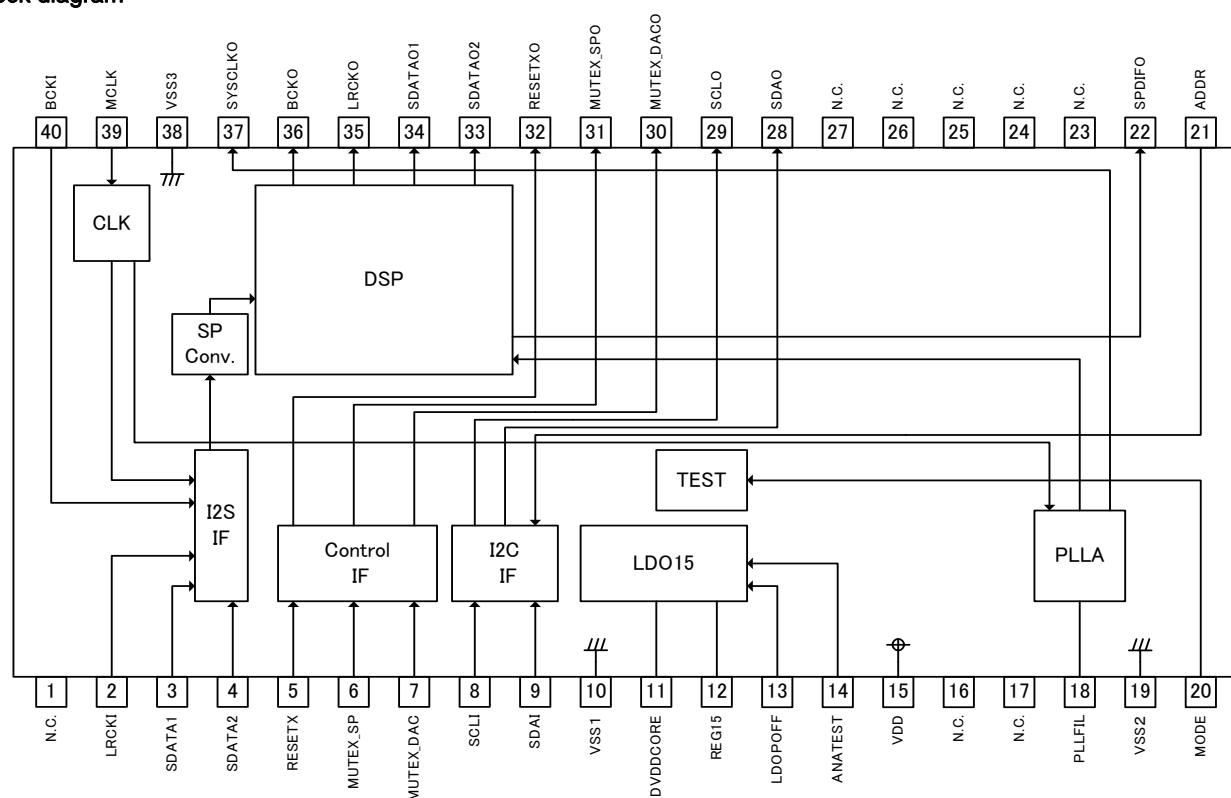 ock diagram
BCKI
MCLK
VSS3
SYSCLKO
BCKO
LRCKO
SDATAO1
SDATAO2
RESETXO
MUTEX_SPO
MUTEX_DACO
SCLO
SDAO
N.C.
N.C.
N.C.
N.C.
N.C.
SPDIFO
ADDR
40
39
38
37
36
35
34
33
32
31
30
29
28
27
26
25
24
23
22
21
CLK
DSP
SP
Conv.
I2S
IF
Control
IF
I2C
IF
TEST
LDO15
PLLA
1
2
3
4
5
6
7
8
9
10
11
12
13
14
15
16
17
18
19
20
N.C.
LRCKI
SDATA1
SDATA2
RESETX
MUTEX_SP
MUTEX_DAC
SCLI
SDAI
VSS1
DVDDCORE
REG15
LDOPOFF
ANATEST
VDD
N.C.
N.C.
PLLFIL
VSS2
MODE